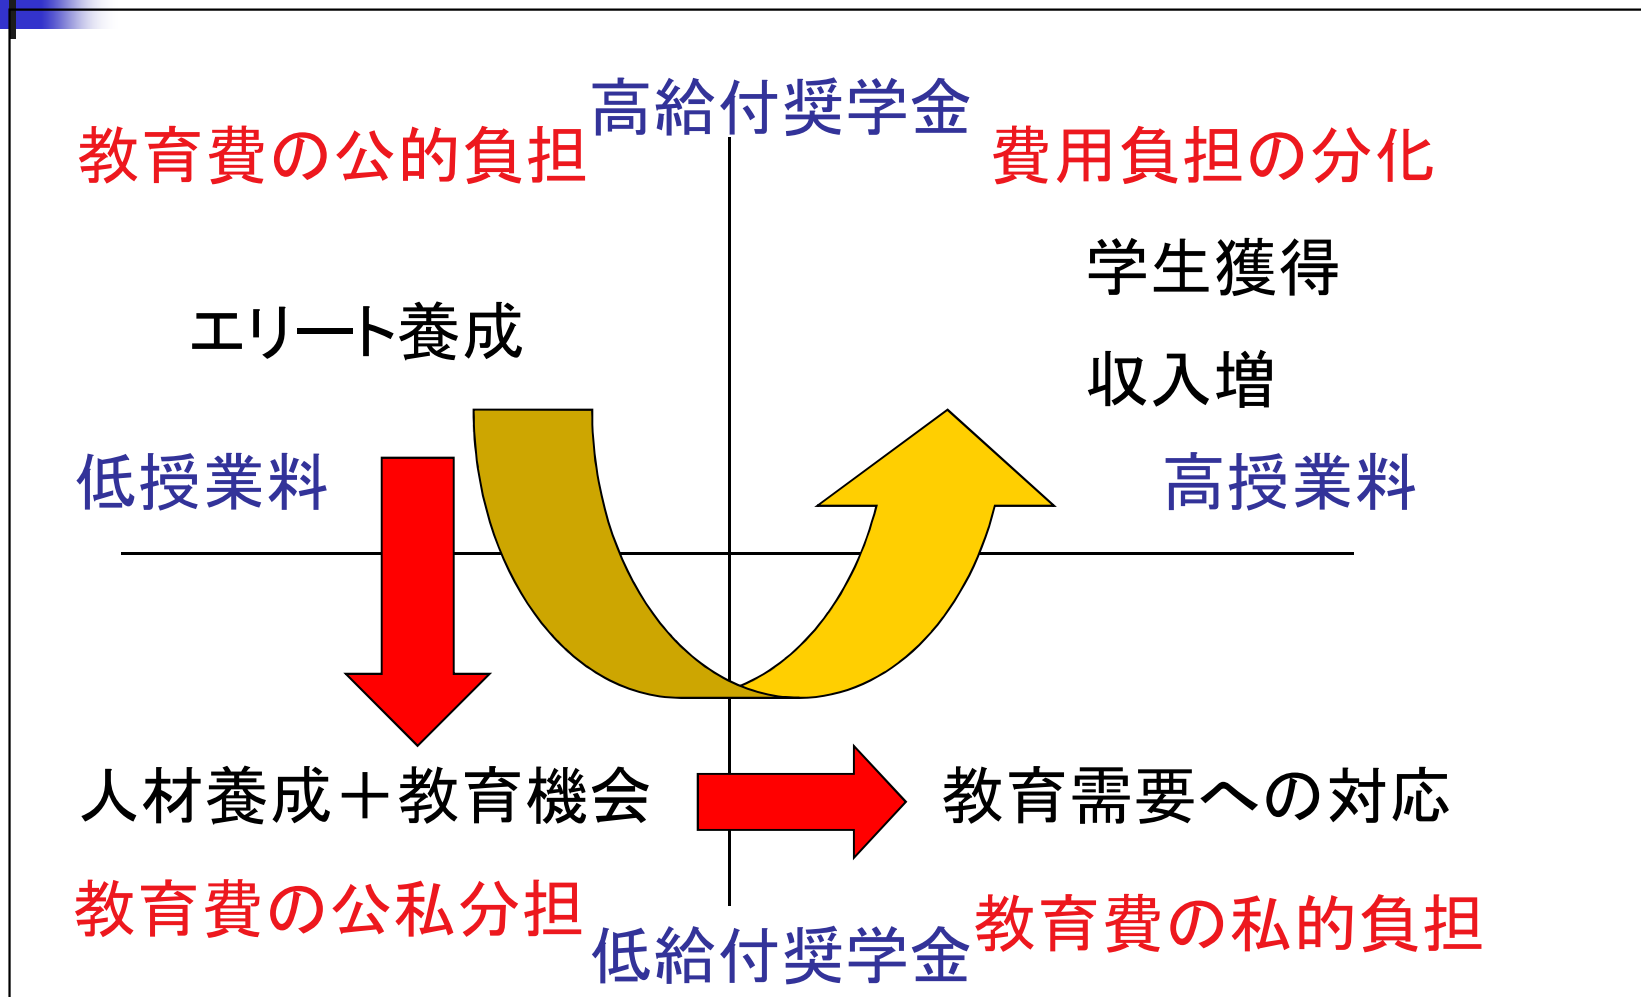 高給付奨学金
教育費の公的負担
費用負担の分化
学生獲得
エリート養成
収入増
低授業料
高授業料
人材養成＋教育機会
教育需要への対応
教育費の公私分担
教育費の私的負担
低給付奨学金